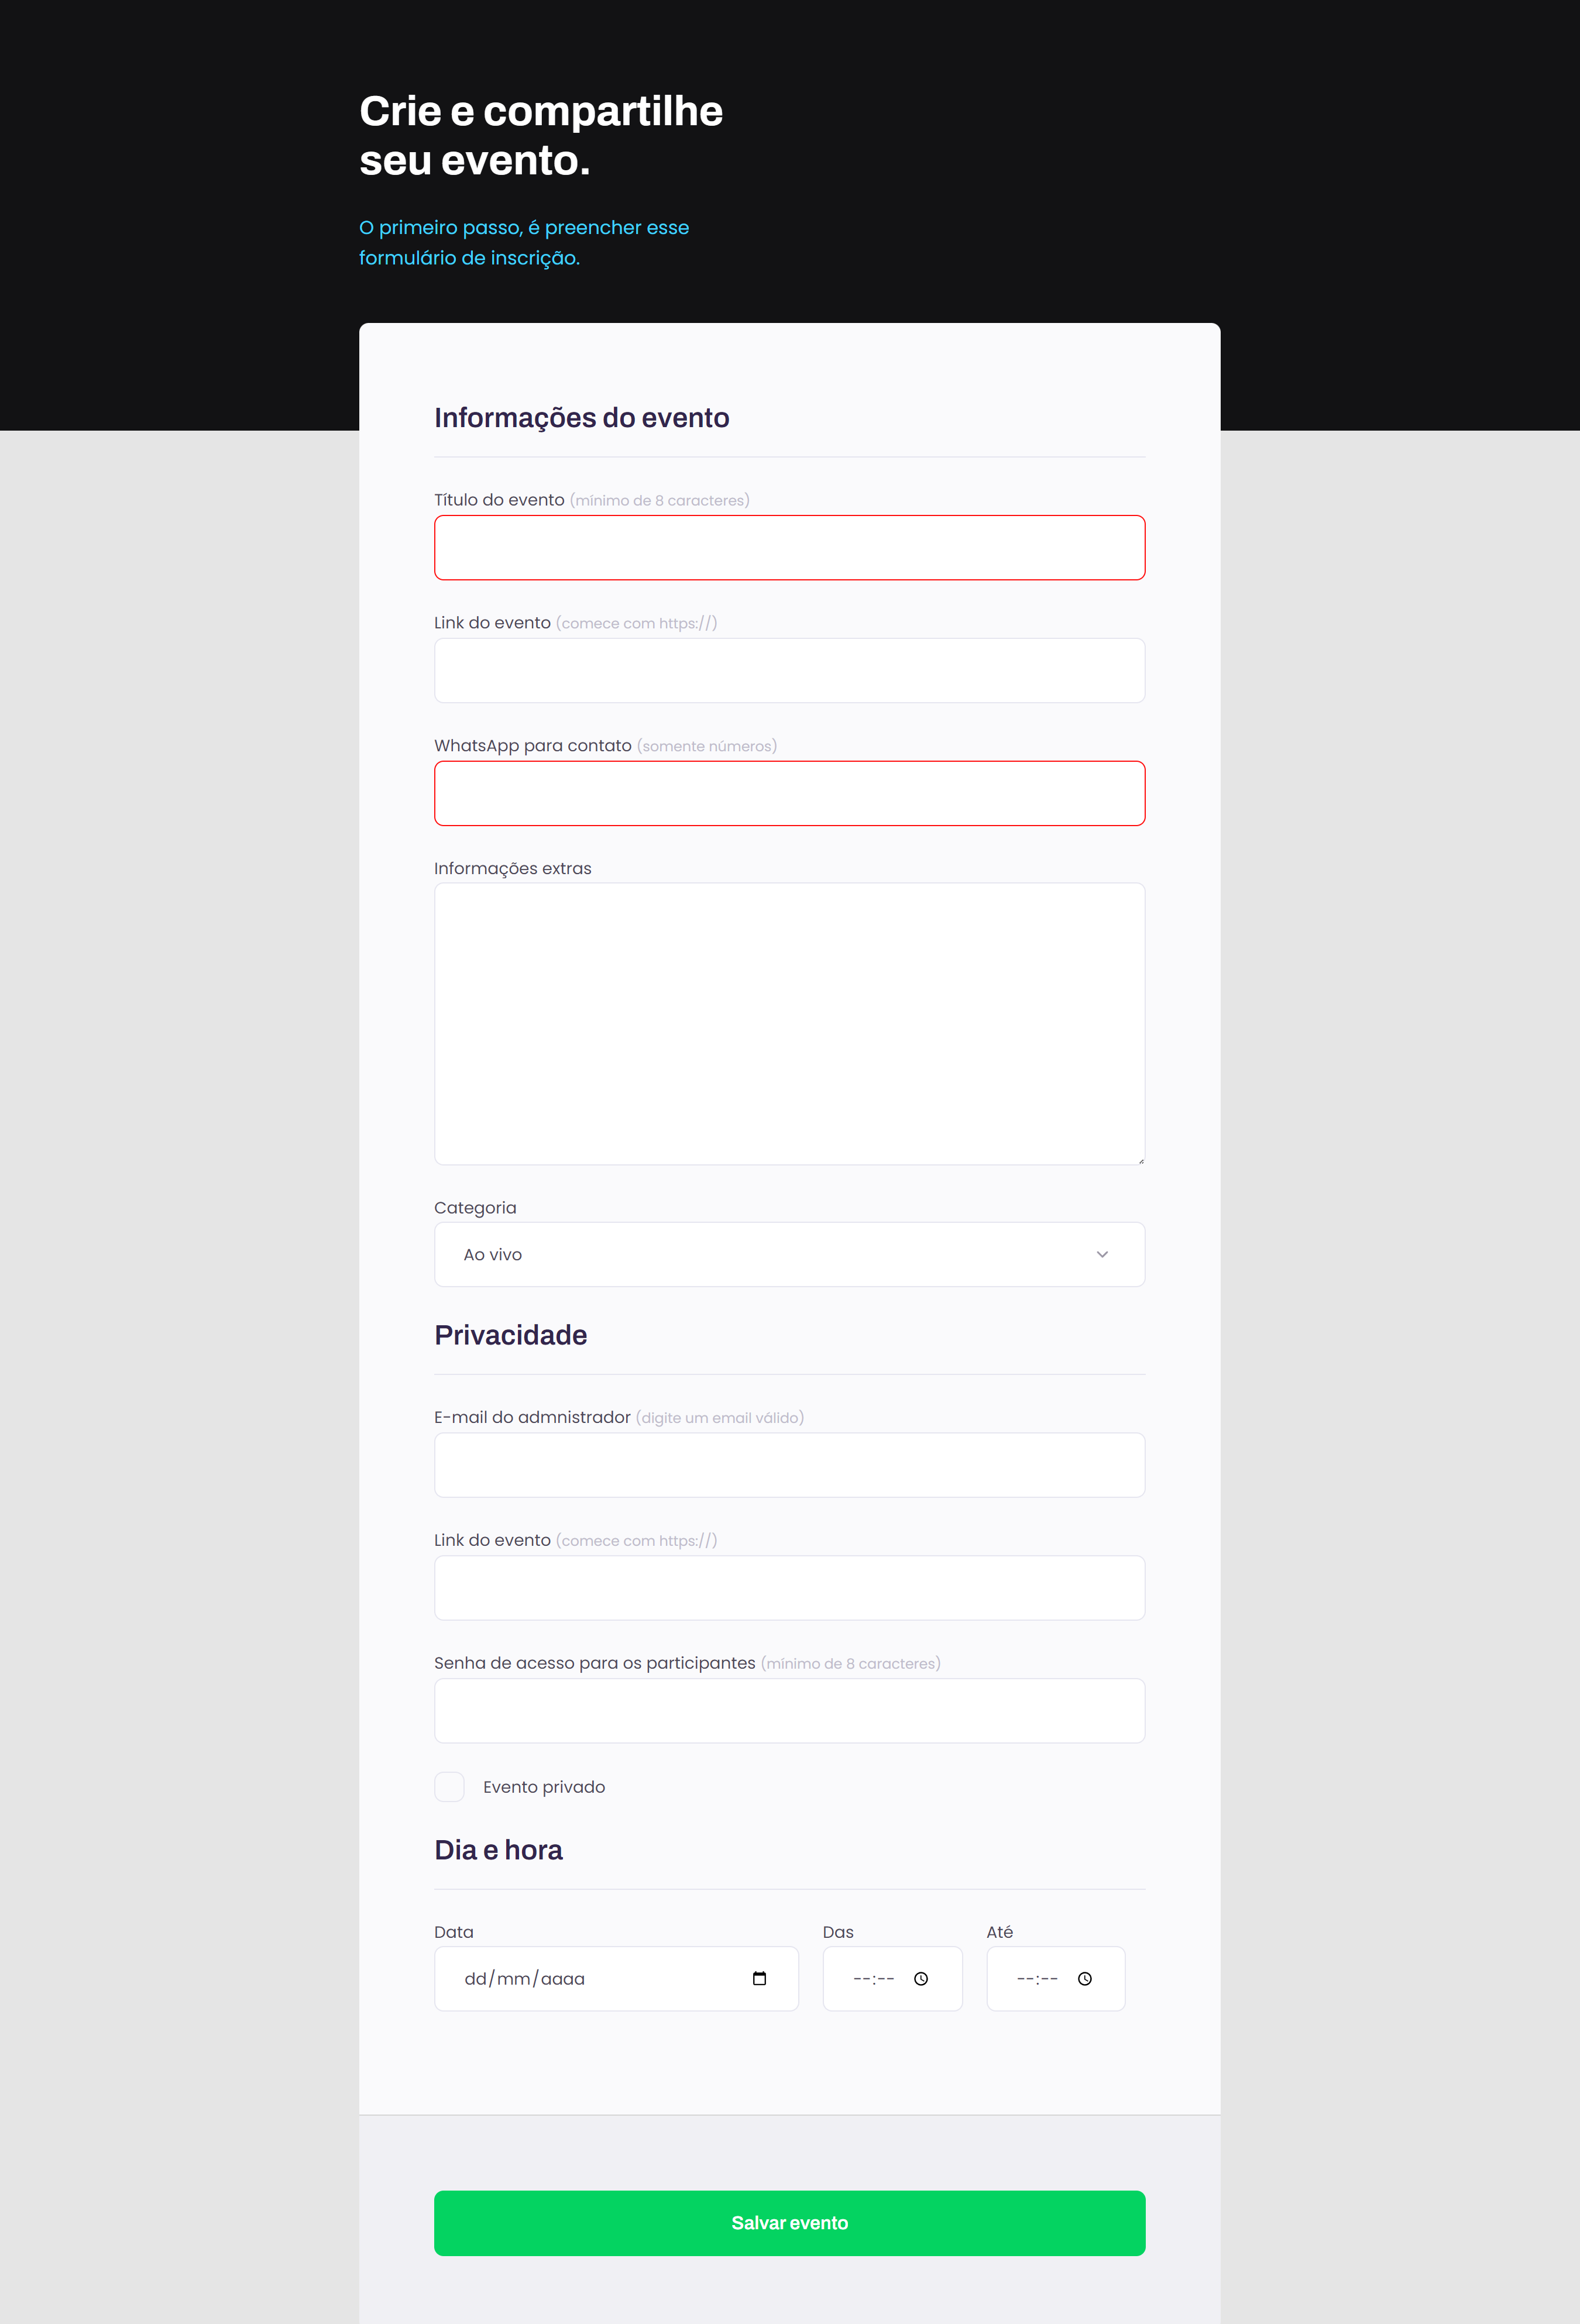 Crie e compartilhe
seu evento.
O primeiro passo, é preencher esse
formulário de inscrição.
Informações do evento
Título do evento (mínimo de 8 caracteres)
Link do evento (comece com https://)
WhatsApp para contato (somente números)
Informações extras
Categoria
Ao vivo
Privacidade
E-mail do admnistrador (digite um email válido)
Link do evento (comece com https://)
Senha de acesso para os participantes (mínimo de 8 caracteres)
Evento privado
Dia e hora
Data Das Até
dd/mm/aaaa --:-- --:--
Salvar evento